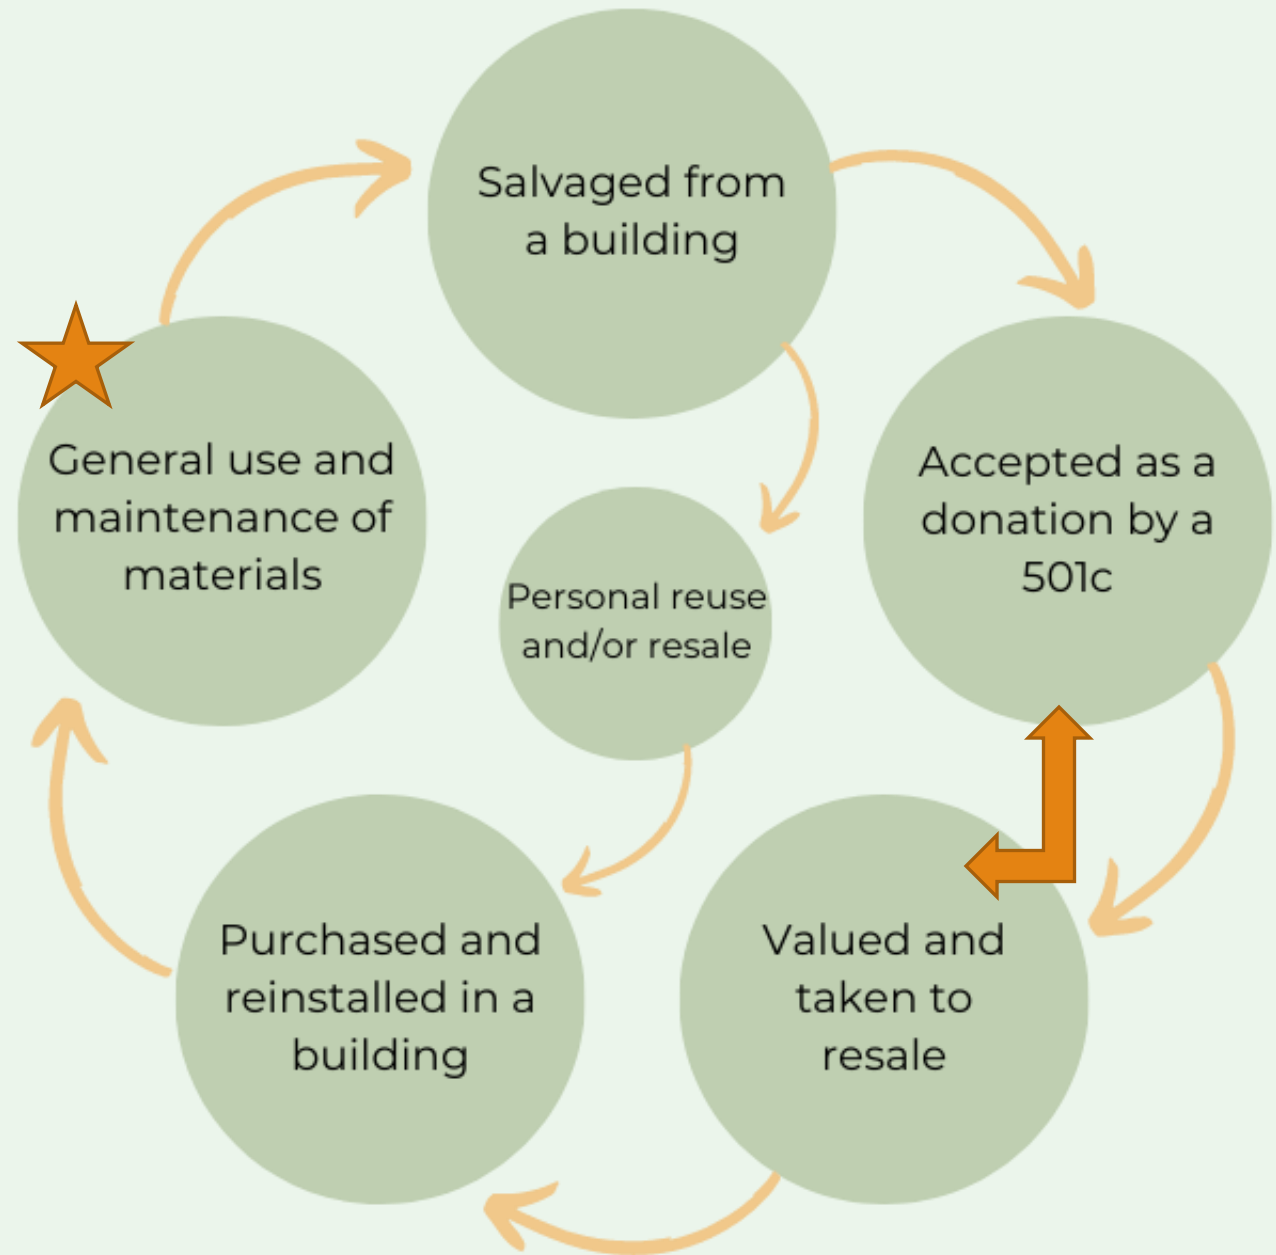 Salvaged from
a building
Accepted as a
donation by a
501c
Valued and
taken to
resale
Purchased and
reinstalled in a
building
General use and
maintenance of
materials
Personal reuse
and/or resale